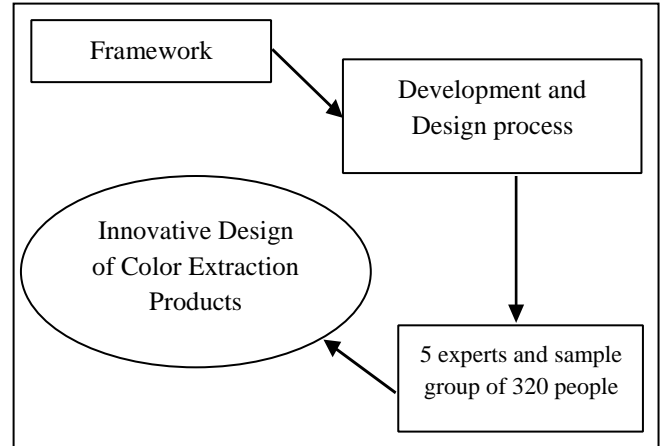 Framework
Development and
Design process
Innovative Design
of Color Extraction
Products
5 experts and sample
group of 320 people